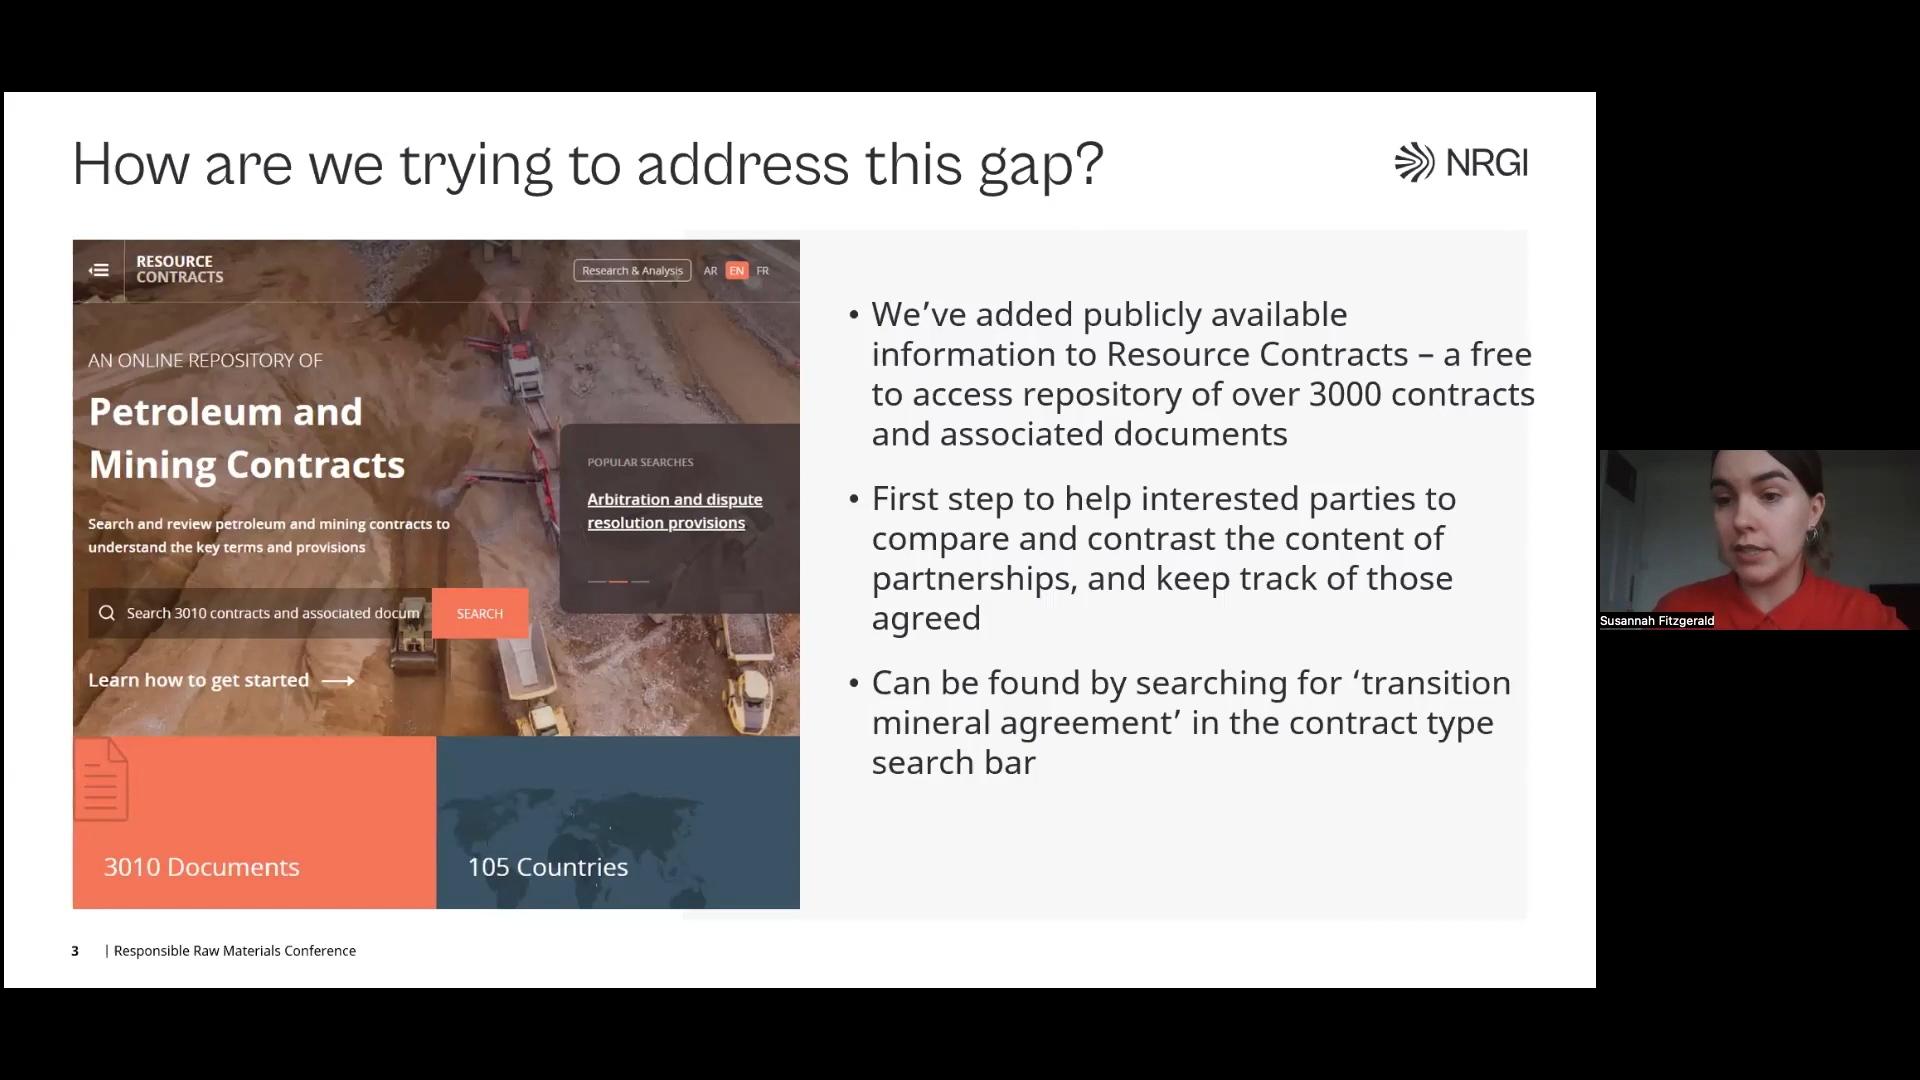 How are we trying to address this gap?
NRGI
RESOURCE
CONTRACTS
Research & Analysis
AR EN FR
AN ONLINE REPOSITORY OF
Petroleum and
Mining Contracts
Search and review petroleum and mining contracts to
understand the key terms and provisions
POPULAR SEARCHES
Arbitration and dispute
resolution provisions
Search 3010 contracts and associated docum
SEARCH
Learn how to get started
3010 Documents
105 Countries
• We’ve added publicly available
information to Resource Contracts – a free
to access repository of over 3000 contracts
and associated documents
• First step to help interested parties to
compare and contrast the content of
partnerships, and keep track of those
agreed
• Can be found by searching for ‘transition
mineral agreement’ in the contract type
search bar
3 | Responsible Raw Materials Conference
Susannah Fitzgerald